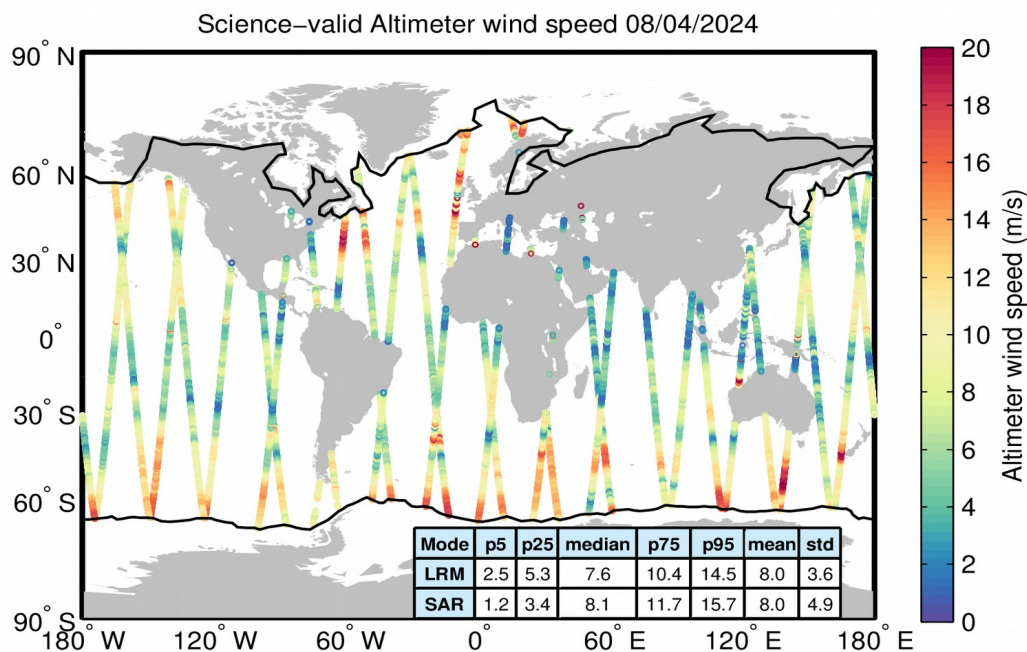 Science−valid Altimeter wind speed 08/04/2024
90° N
60° N
30° N
0°
30° S
60° S
90° S
180° W
120° W
60° W
0°
60° E
120° E
180° E
Mode p5 p25 median p75 p95 mean std
LRM 2.5 5.3 7.6 10.4 14.5 8.0 3.6
SAR 1.2 3.4 8.1 11.7 15.7 8.0 4.9
20
18
16
14
12
10
8
6
4
2
0
Altimeter wind speed (m/s)